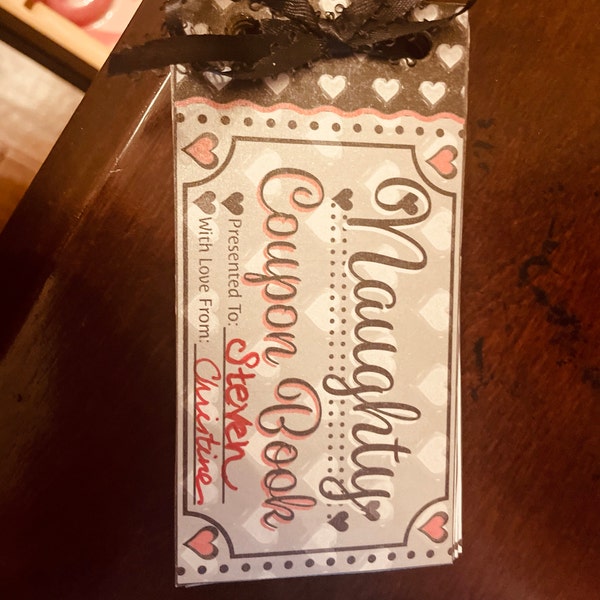 Naughty
Coupon Book
Presented To: Steven
With Love From: Christine